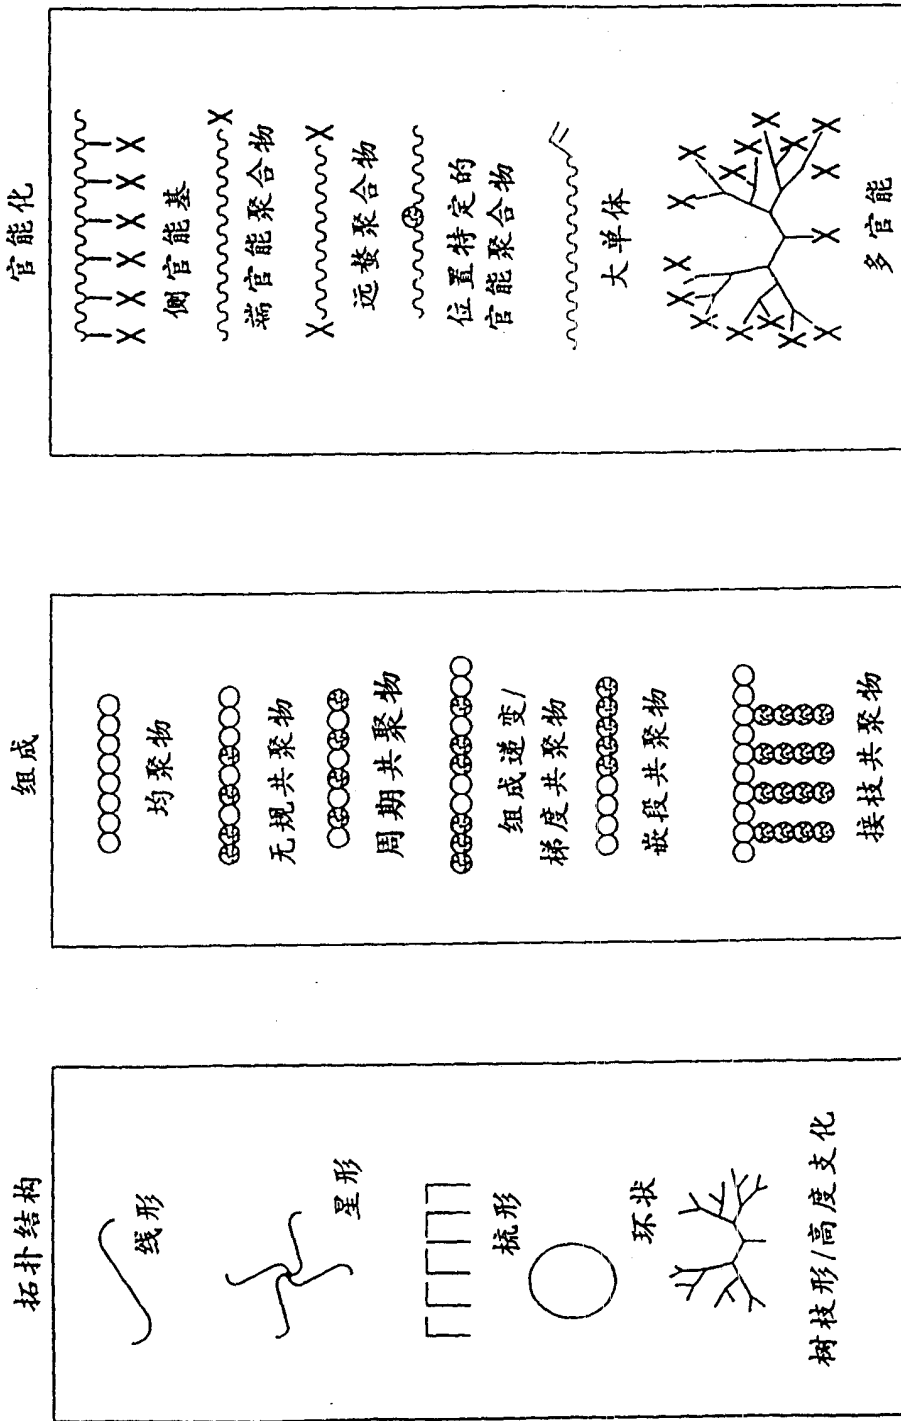 拓扑结构
线形
星形
梳形
环状
树枝形/高度支化
组成
均聚物
无规共聚物
周期共聚物
组成递变/
梯度共聚物
嵌段共聚物
接枝共聚物
官能化
X X X X X X
侧官能基
X
端官能聚合物
X X
远螯聚合物
位置特定的
官能聚合物
大单体
X X X X X X X X X X X X X X X
多官能